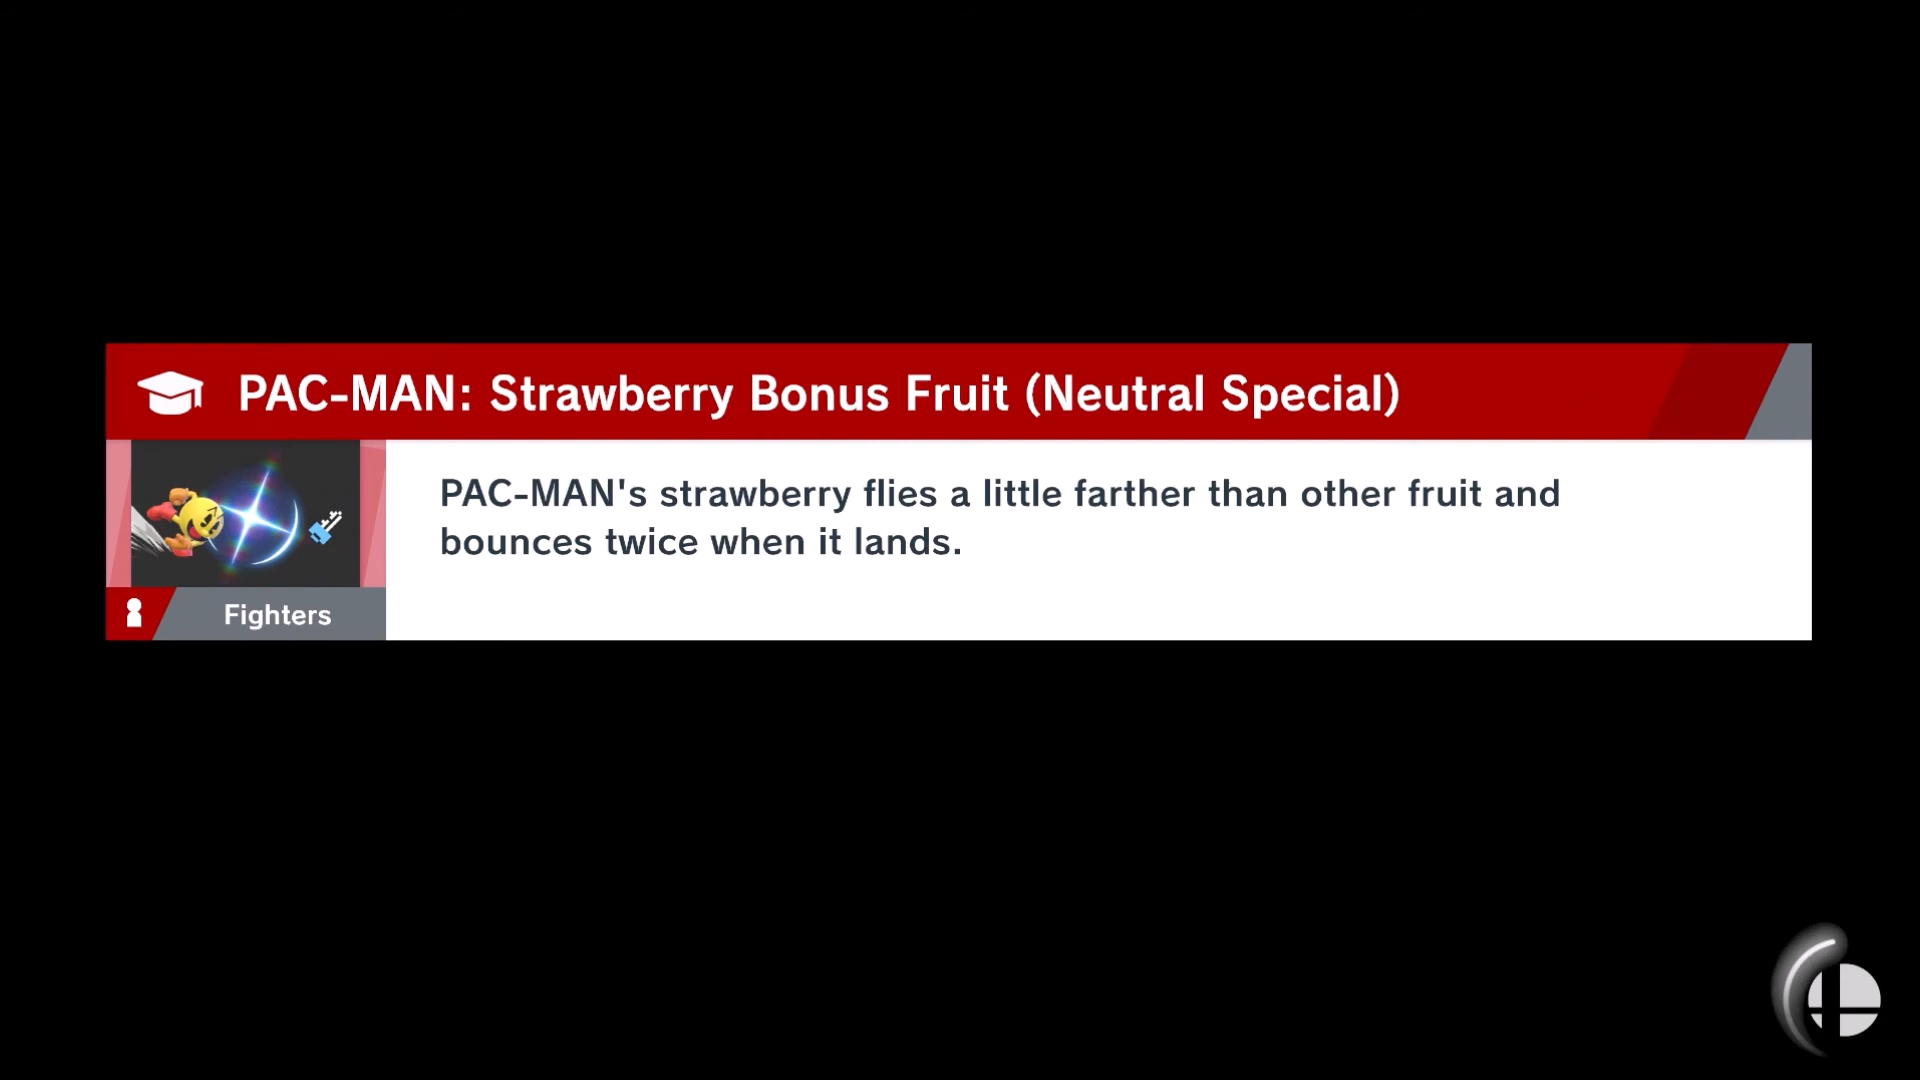 PAC-MAN: Strawberry Bonus Fruit (Neutral Special)
PAC-MAN's strawberry flies a little farther than other fruit and
bounces twice when it lands.
Fighters